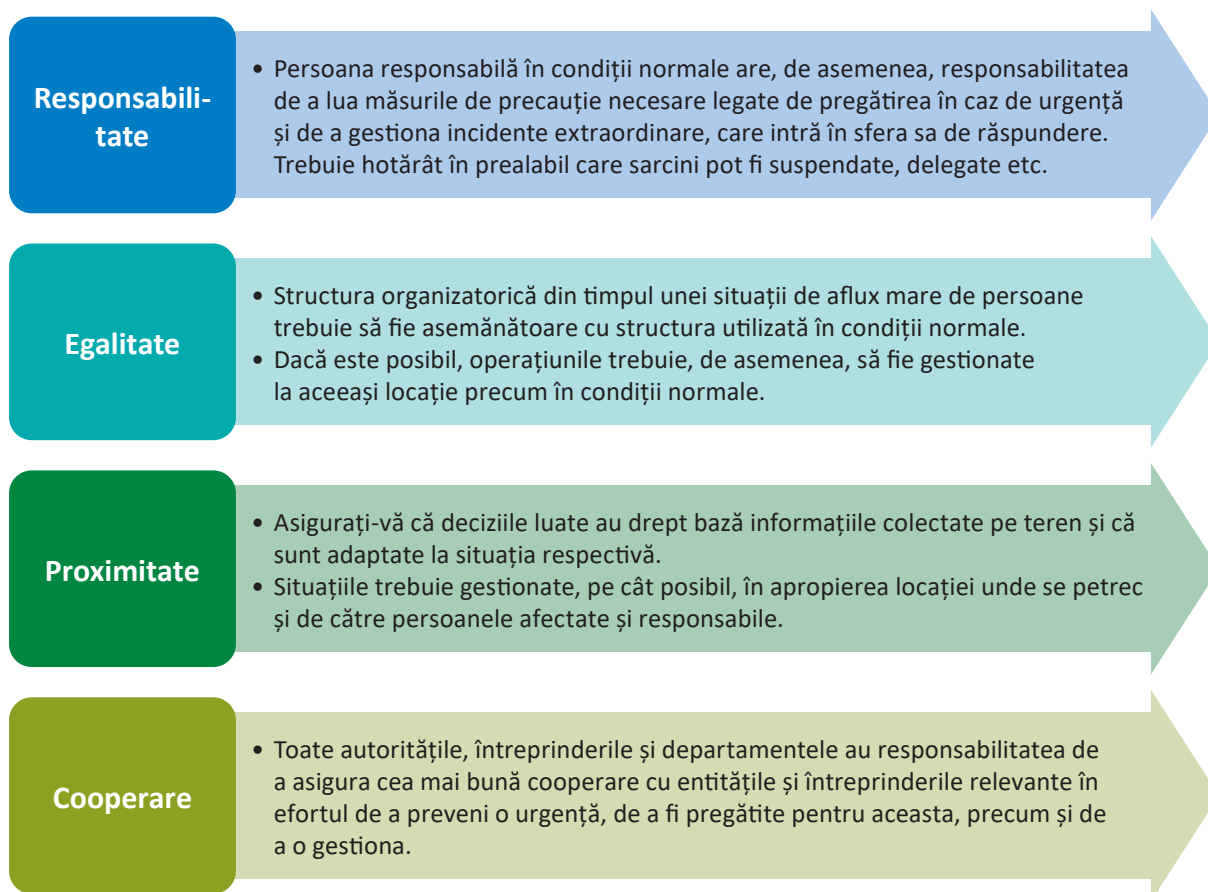 Responsabili-
tate
• Persoana responsabilă în condiții normale are, de asemenea, responsabilitatea
de a lua măsurile de precauție necesare legate de pregătirea în caz de urgență
și de a gestiona incidente extraordinare, care intră în sfera sa de răspundere.
Trebuie hotărât în prealabil care sarcini pot fi suspendate, delegate etc.
Egalitate
• Structura organizatorică din timpul unei situații de aflux mare de persoane
trebuie să fie asemănătoare cu structura utilizată în condiții normale.
• Dacă este posibil, operațiunile trebuie, de asemenea, să fie gestionate
la aceeași locație precum în condiții normale.
Proximitate
• Asigurați-vă că deciziile luate au drept bază informațiile colectate pe teren și că
sunt adaptate la situația respectivă.
• Situațiile trebuie gestionate, pe cât posibil, în apropierea locației unde se petrec
și de către persoanele afectate și responsabile.
Cooperare
• Toate autoritățile, întreprinderile și departamentele au responsabilitatea de
a asigura cea mai bună cooperare cu entitățile și întreprinderile relevante în
efortul de a preveni o urgență, de a fi pregătite pentru aceasta, precum și de
a o gestiona.